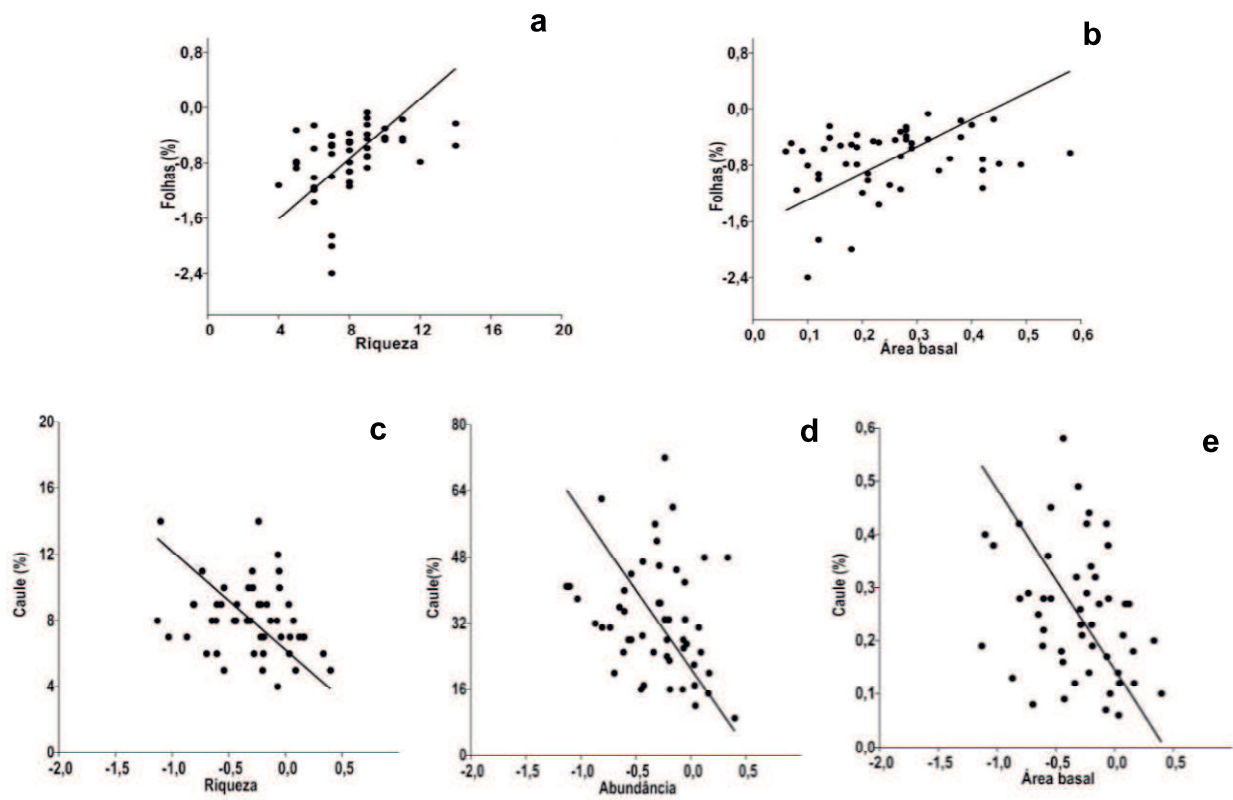 a
0,8
0,0
-0,8
-1,6
-2,4
Folhas (%)
0 4 8 12 16 20
Riqueza
b
0,8
0,0
-0,8
-1,6
-2,4
Folhas (%)
0,0 0,1 0,2 0,3 0,4 0,5 0,6
Área basal
c
20
16
12
8
4
0
Caule (%)
-2,0 -1,5 -1,0 -0,5 0,0 0,5
Riqueza
d
80
64
48
32
16
0
Caule(%)
-2,0 -1,5 -1,0 -0,5 0,0 0,5
Abundância
e
0,6
0,5
0,4
0,3
0,2
0,1
0,0
Caule (%)
-2,0 -1,5 -1,0 -0,5 0,0 0,5
Área basal